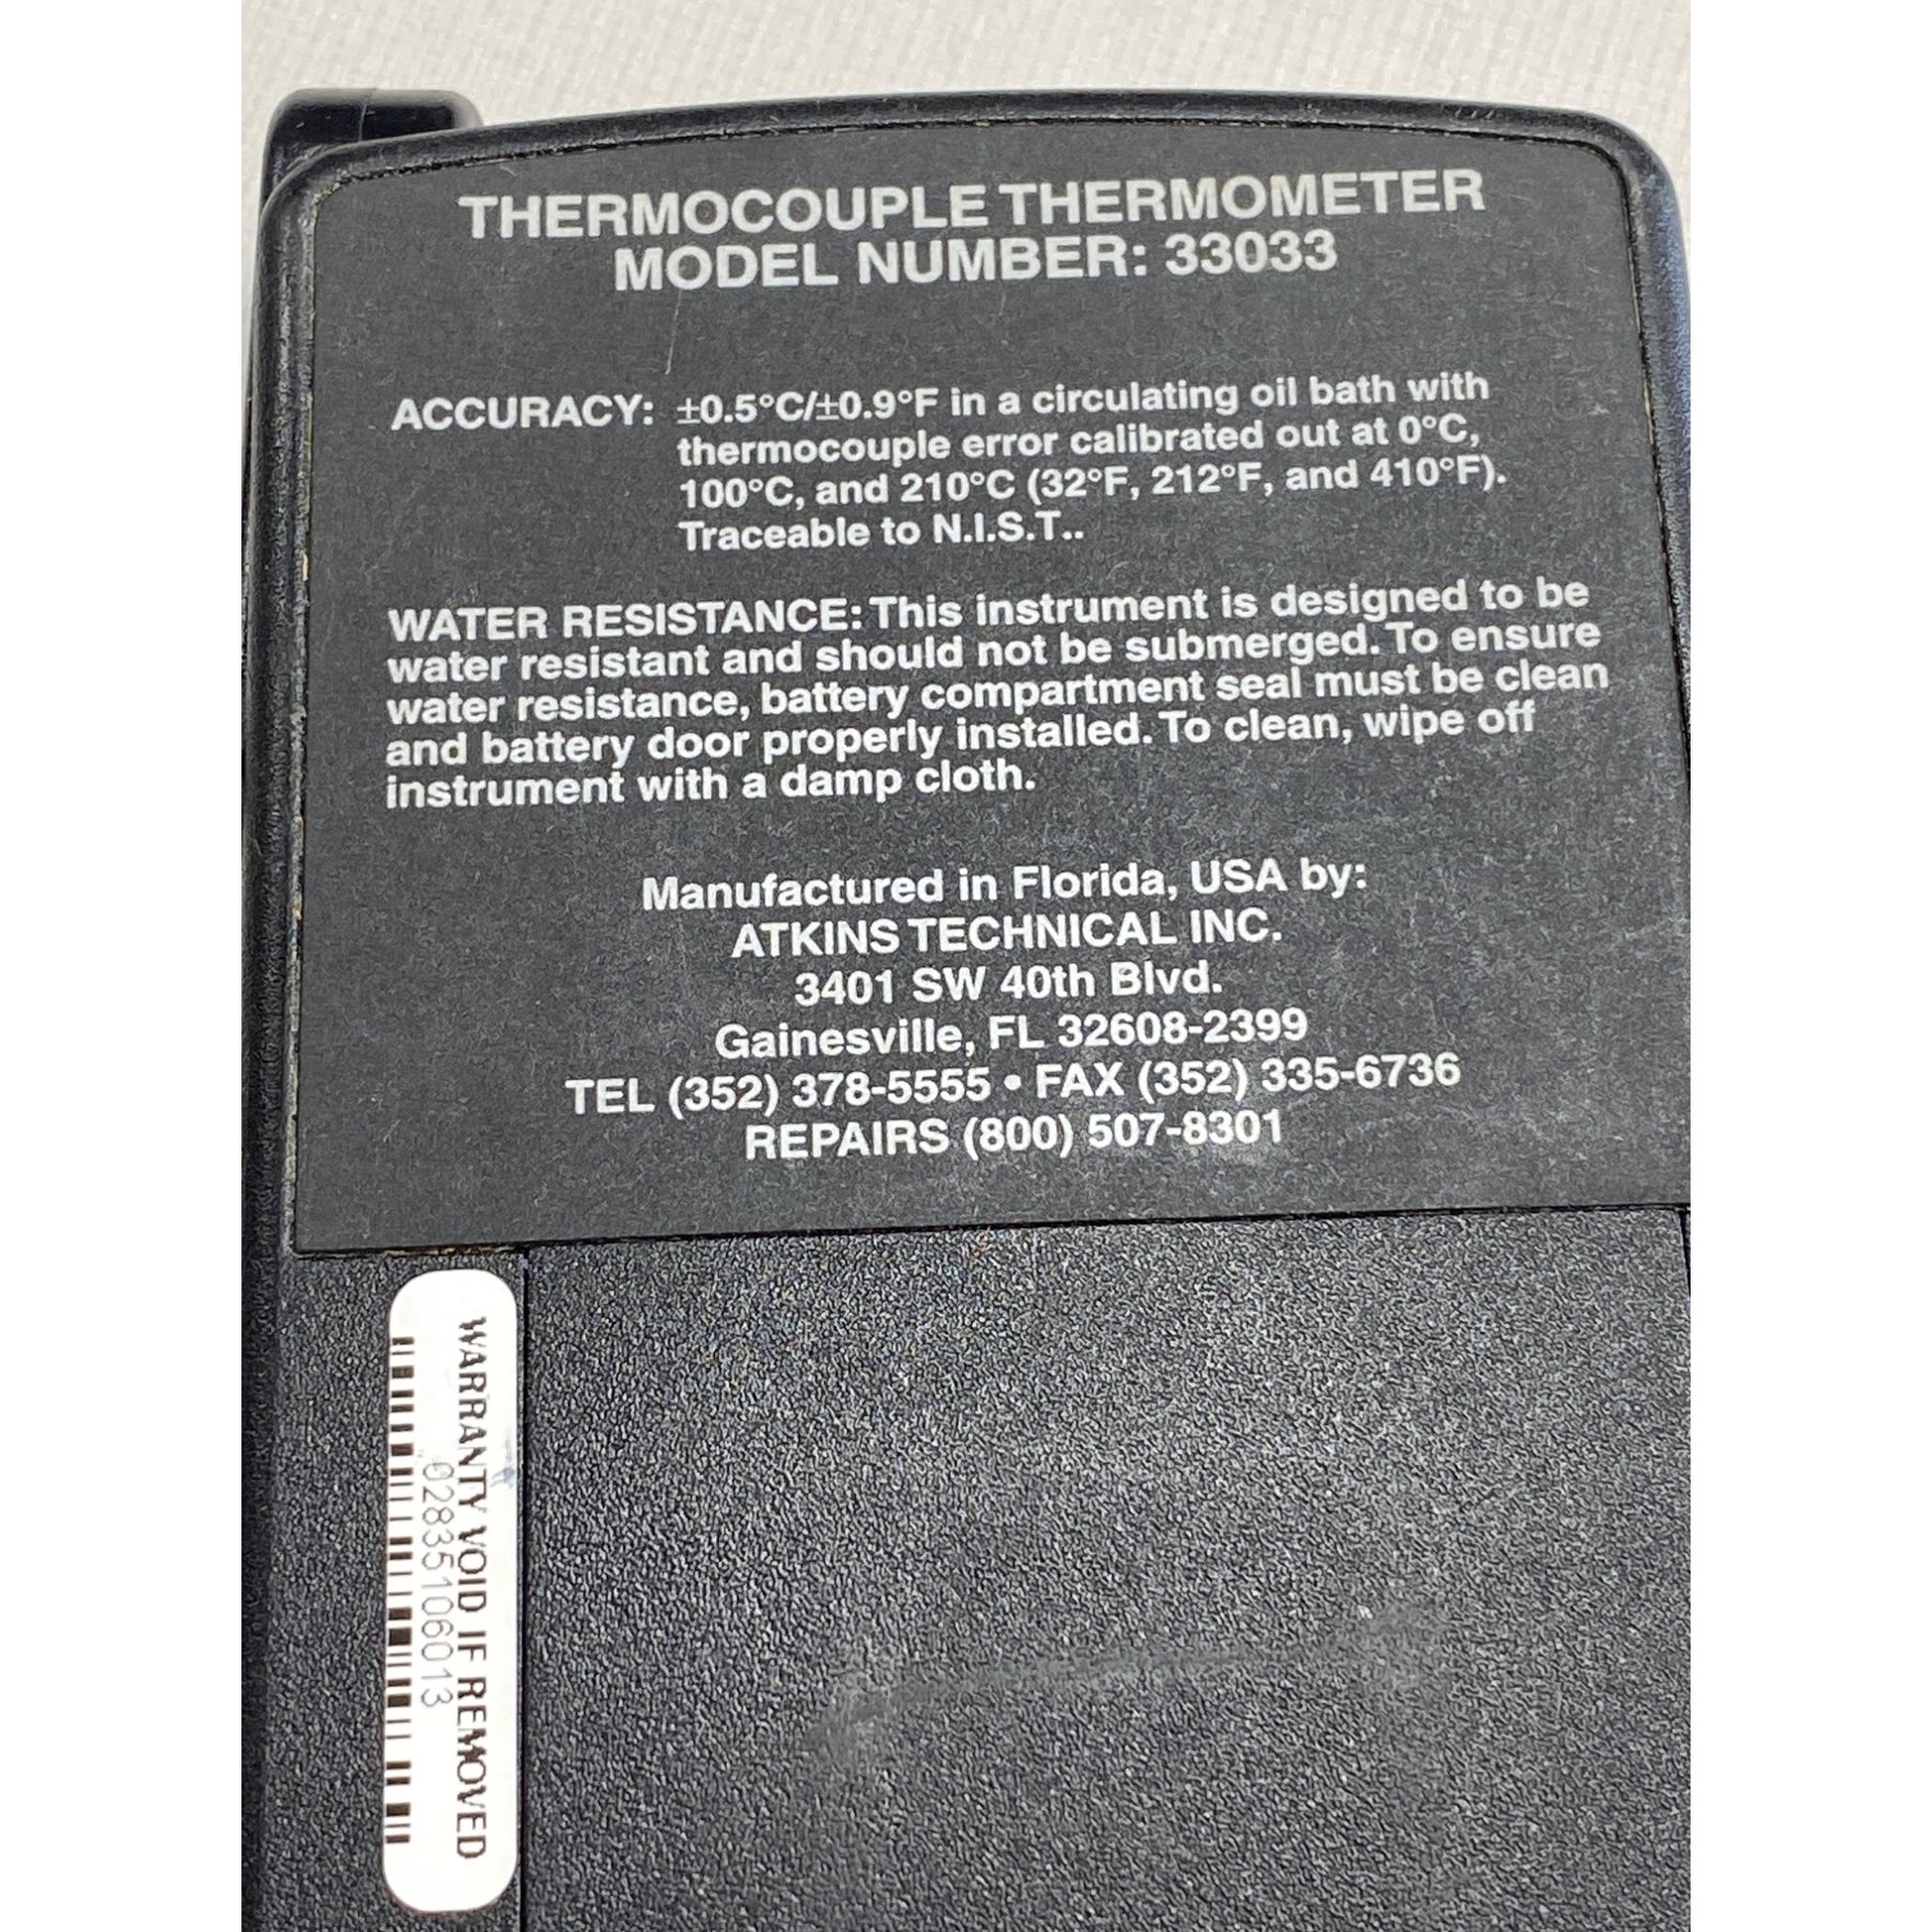 THERMOCOUPLE THERMOMETER
MODEL NUMBER: 33033
ACCURACY: ±0.5°C/±0.9°F in a circulating oil bath with
thermocouple error calibrated out at 0°C,
100°C, and 210°C (32°F, 212°F, and 410°F).
Traceable to N.I.S.T..
WATER RESISTANCE: This instrument is designed to be
water resistant and should not be submerged. To ensure
water resistance, battery compartment seal must be clean
and battery door properly installed. To clean, wipe off
instrument with a damp cloth.
Manufactured in Florida, USA by:
ATKINS TECHNICAL INC.
3401 SW 40th Blvd.
Gainesville, FL 32608-2399
TEL (352) 378-5555 • FAX (352) 335-6736
REPAIRS (800) 507-8301
WARRANTY VOID IF REMOVED
02835106013